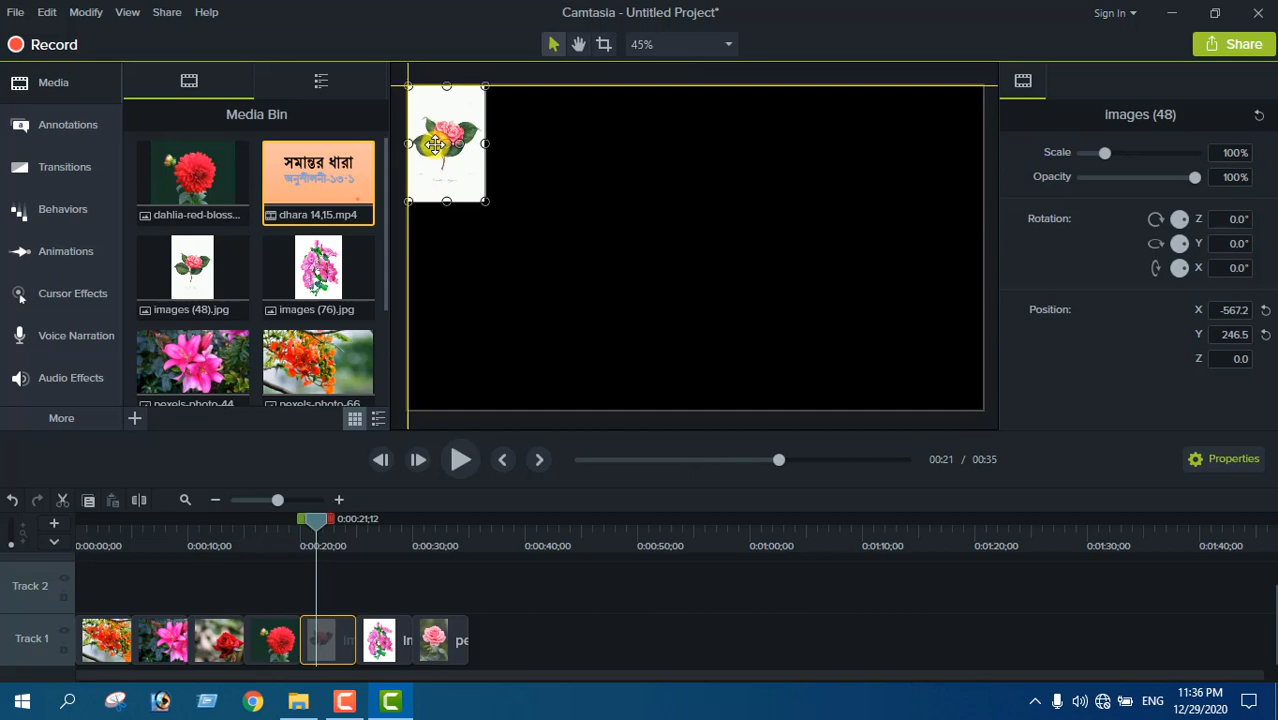 File Edit Modify View Share Help
Camtasia - Untitled Project*
Sign In
Record
45%
Share
Media
Annotations
Transitions
Behaviors
Animations
Cursor Effects
Voice Narration
Audio Effects
More
Media Bin
সমান্তর ধারা
অনুশীলনী-১৩.১
dahlia-red-bloss...
dhara 14,15.mp4
images (48).jpg
images (76).jpg
pexels-photo-44
pexels-photo-66
Images (48)
Scale 100%
Opacity 100%
Rotation: Z 0.0°
Y 0.0°
X 0.0°
Position: X -567.2
Y 246.5
Z 0.0
00:21 / 00:35
Properties
0:00:21;12
0:00:00;00 0:00:10;00 0:00:20;00 0:00:30;00 0:00:40;00 0:00:50;00 0:01:00;00 0:01:10;00 0:01:20;00 0:01:30;00 0:01:40;00
Track 2
Track 1
pe
ENG
11:36 PM
12/29/2020